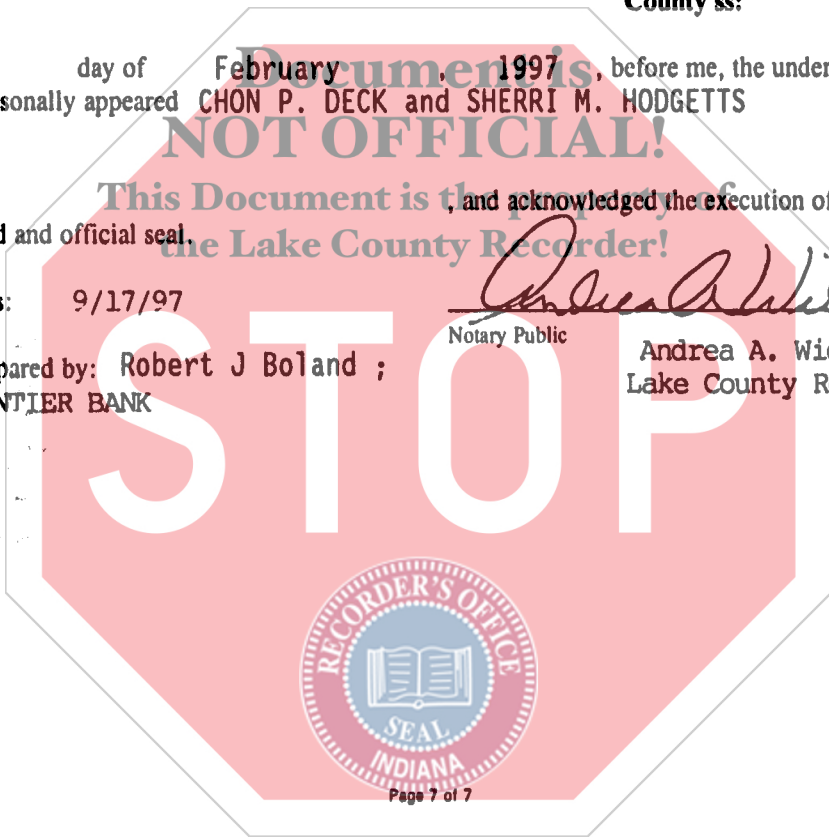 County ss:
day of February , 1997 , before me, the under
sonally appeared CHON P. DECK and SHERRI M. HODGETTS
Document is
NOT OFFICIAL!
This Document is the property of
the Lake County Recorder!
, and acknowledged the execution of
d and official seal.
s: 9/17/97
Notary Public
Andrea A. Wi
pared by: Robert J Boland ;
Lake County R
NTIER BANK
STOP
RECORDER'S OFFICE
SEAL
INDIANA
Page 7 of 7